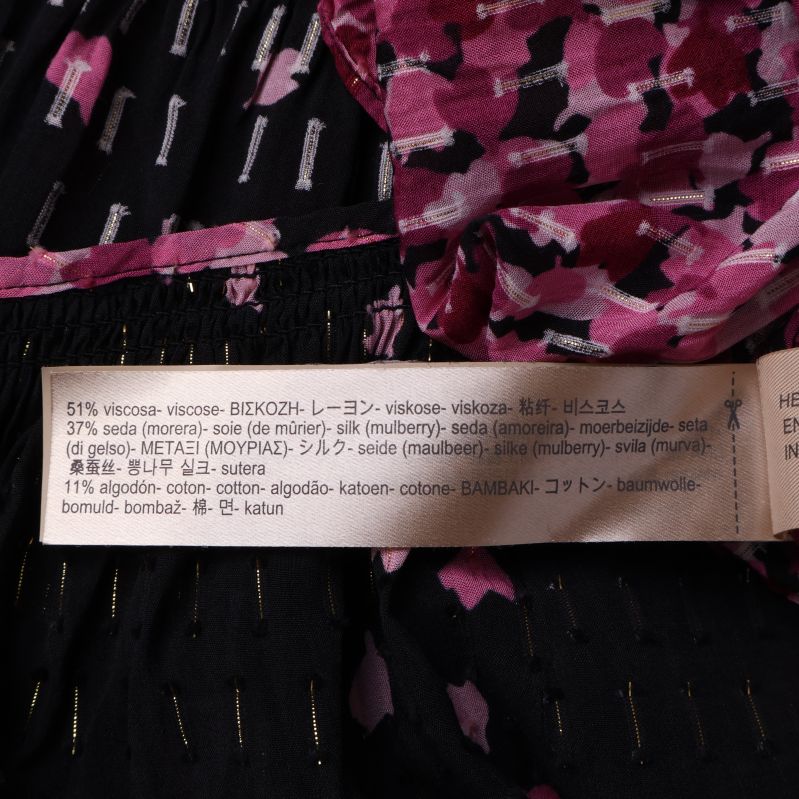 51% viscosa- viscose- ΒΙΣΚΟΖΗ- レーヨン- viskose- viskoza- 粘纤- 비스코스
37% seda (morera)- soie (de mûrier)- silk (mulberry)- seda (amoreira)- moerbeizijde- seta
(di gelso)- ΜΕΤΑΞΙ (ΜΟΥΡΙΑΣ)- シルク- seide (maulbeer)- silke (mulberry)- svila (murva)-
桑蚕丝- 뽕나무 실크- sutera
11% algodón- coton- cotton- algodão- katoen- cotone- ΒΑΜΒΑΚΙ- コットン- baumwolle-
bomuld- bombaž- 棉- 면- katun
HE
EN
IN